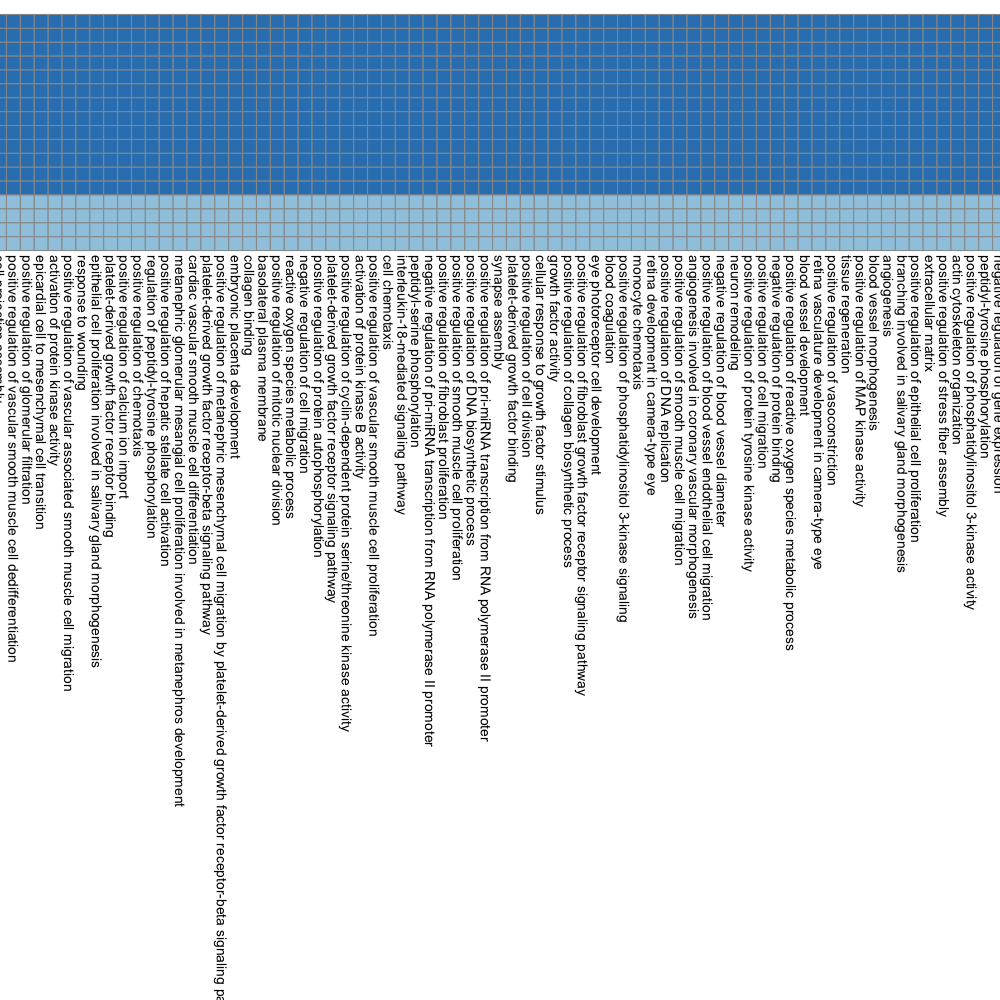 positive regulation of vascular smooth muscle cell dedifferentiation
positive regulation of glomerular filtration
epicardial cell to mesenchymal cell transition
activation of protein kinase activity
positive regulation of vascular associated smooth muscle cell migration
response to wounding
epithelial cell proliferation involved in salivary gland morphogenesis
platelet-derived growth factor receptor binding
positive regulation of calcium ion import
positive regulation of chemotaxis
regulation of peptidyl-tyrosine phosphorylation
positive regulation of hepatic stellate cell activation
metanephric glomerular mesangial cell proliferation involved in metanephros development
cardiac vascular smooth muscle cell differentiation
platelet-derived growth factor receptor-beta signaling pathway
positive regulation of metanephric mesenchymal cell migration by platelet-derived growth factor receptor-beta signaling pa
embryonic placenta development
collagen binding
basolateral plasma membrane
positive regulation of mitotic nuclear division
reactive oxygen species metabolic process
negative regulation of cell migration
positive regulation of protein autophosphorylation
platelet-derived growth factor receptor signaling pathway
positive regulation of cyclin-dependent protein serine/threonine kinase activity
activation of protein kinase B activity
positive regulation of vascular smooth muscle cell proliferation
cell chemotaxis
interleukin-18-mediated signaling pathway
peptidyl-serine phosphorylation
negative regulation of pri-miRNA transcription from RNA polymerase II promoter
positive regulation of fibroblast proliferation
positive regulation of smooth muscle cell proliferation
positive regulation of DNA biosynthetic process
positive regulation of pri-miRNA transcription from RNA polymerase II promoter
synapse assembly
platelet-derived growth factor binding
positive regulation of cell division
cellular response to growth factor stimulus
growth factor activity
positive regulation of collagen biosynthetic process
positive regulation of fibroblast growth factor receptor signaling pathway
eye photoreceptor cell development
blood coagulation
positive regulation of phosphatidylinositol 3-kinase signaling
monocyte chemotaxis
retina development in camera-type eye
positive regulation of DNA replication
positive regulation of smooth muscle cell migration
angiogenesis involved in coronary vascular morphogenesis
positive regulation of blood vessel endothelial cell migration
negative regulation of blood vessel diameter
neuron remodeling
positive regulation of protein tyrosine kinase activity
positive regulation of cell migration
negative regulation of protein binding
positive regulation of reactive oxygen species metabolic process
blood vessel development
retina vasculature development in camera-type eye
positive regulation of vasoconstriction
tissue regeneration
positive regulation of MAP kinase activity
blood vessel morphogenesis
angiogenesis
branching involved in salivary gland morphogenesis
positive regulation of epithelial cell proliferation
extracellular matrix
positive regulation of stress fiber assembly
actin cytoskeleton organization
positive regulation of phosphatidylinositol 3-kinase activity
peptidyl-tyrosine phosphorylation
negative regulation of gene expression